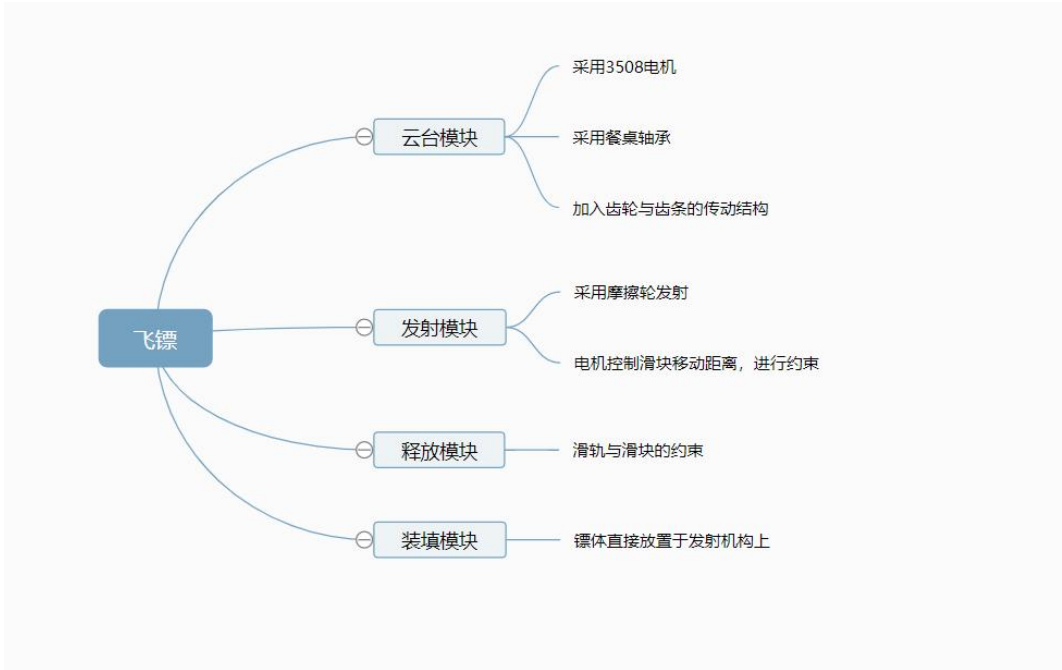 飞镖
云台模块
采用3508电机
采用餐桌轴承
加入齿轮与齿条的传动结构
发射模块
采用摩擦轮发射
电机控制滑块移动距离，进行约束
释放模块
滑轨与滑块的约束
装填模块
镖体直接放置于发射机构上